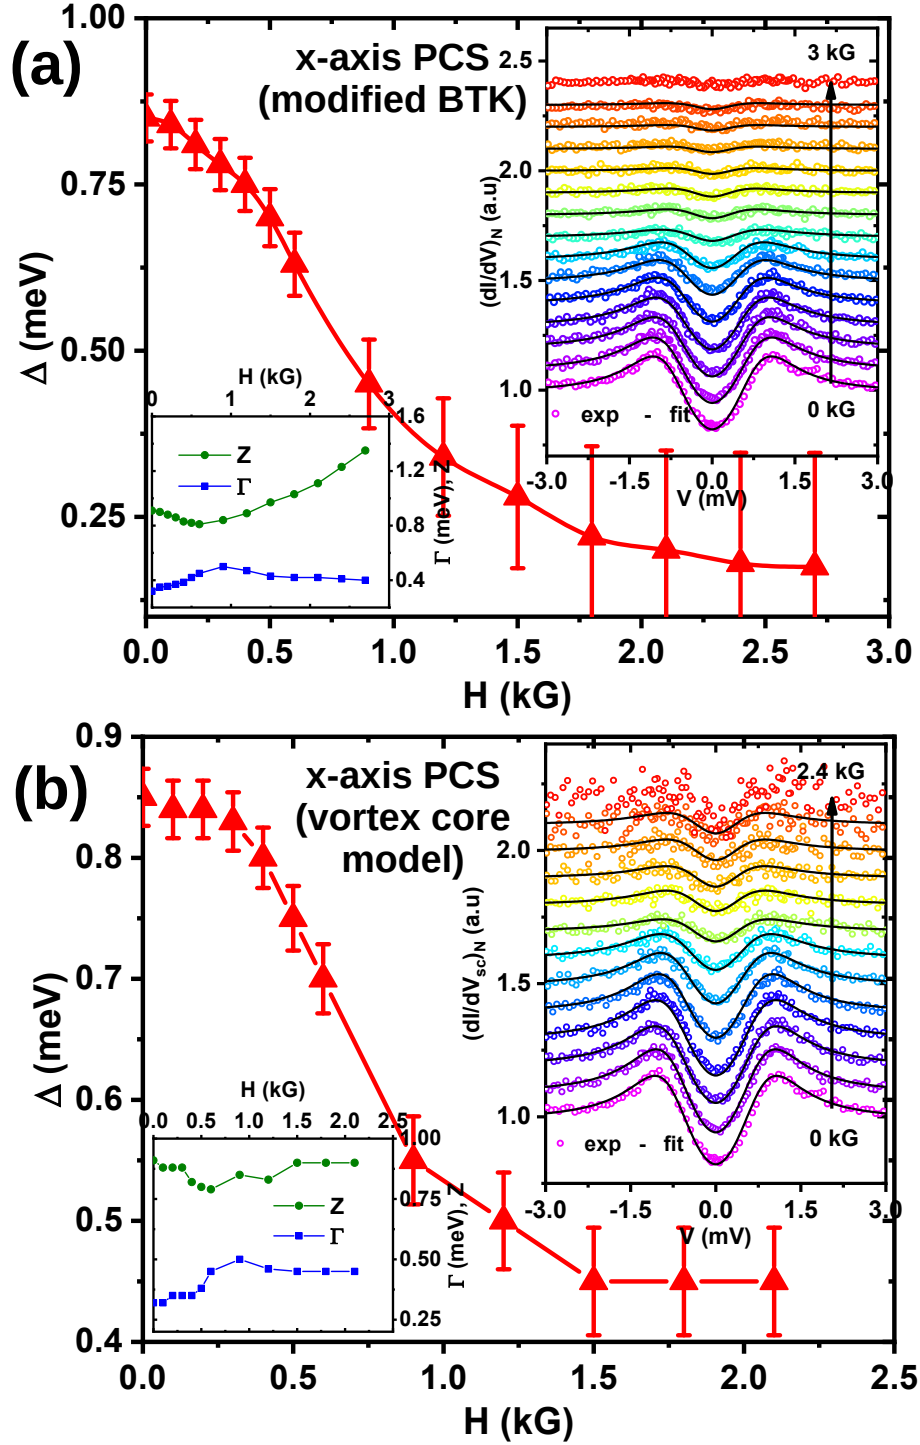 (a)
x-axis PCS
(modified BTK)
1.00
0.75
0.50
0.25
Δ (meV)
0.0 0.5 1.0 1.5 2.0 2.5 3.0
H (kG)
H (kG)
0 1 2 3
Z
Γ
1.6
1.2
0.8
0.4
Γ (meV), Z
3 kG
2.5
2.0
1.5
1.0
(dI/dV)N (a.u)
exp - fit
0 kG
-3.0 -1.5 0.0 1.5 3.0
V (mV)
(b)
x-axis PCS
(vortex core
model)
0.9
0.8
0.7
0.6
0.5
0.4
Δ (meV)
0.0 0.5 1.0 1.5 2.0 2.5
H (kG)
H (kG)
0.0 0.5 1.0 1.5 2.0 2.5
Z
Γ
1.00
0.75
0.50
0.25
Γ (meV), Z
2.4 kG
2.0
1.5
1.0
(dI/dVsc)N (a.u)
exp - fit
0 kG
-3.0 -1.5 0.0 1.5 3.0
V (mV)